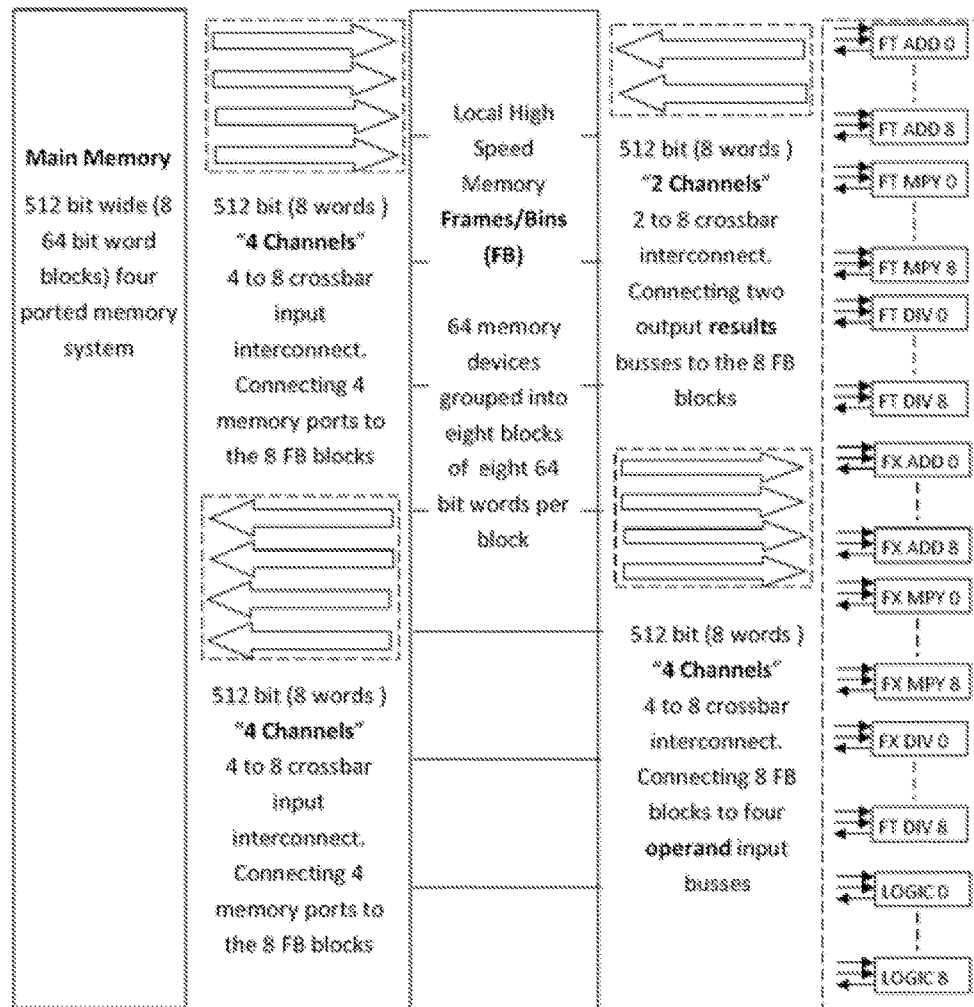 Main Memory
512 bit wide (8
64 bit word
blocks) four
ported memory
system
512 bit (8 words )
"4 Channels"
4 to 8 crossbar
input
interconnect.
Connecting 4
memory ports to
the 8 FB blocks
512 bit (8 words )
"4 Channels"
4 to 8 crossbar
input
interconnect.
Connecting 4
memory ports to
the 8 FB blocks
Local High
Speed
Memory
Frames/Bins
(FB)
64 memory
devices
grouped into
eight blocks
of eight 64
bit words per
block
512 bit (8 words )
"2 Channels"
2 to 8 crossbar
interconnect.
Connecting two
output results
busses to the 8 FB
blocks
512 bit (8 words )
"4 Channels"
4 to 8 crossbar
interconnect.
Connecting 8 FB
blocks to four
operand input
busses
FT ADD 0
FT ADD 8
FT MPY 0
FT MPY 8
FT DIV 0
FT DIV 8
FX ADD 0
FX ADD 8
FX MPY 0
FX MPY 8
FX DIV 0
FT DIV 8
LOGIC 0
LOGIC 8